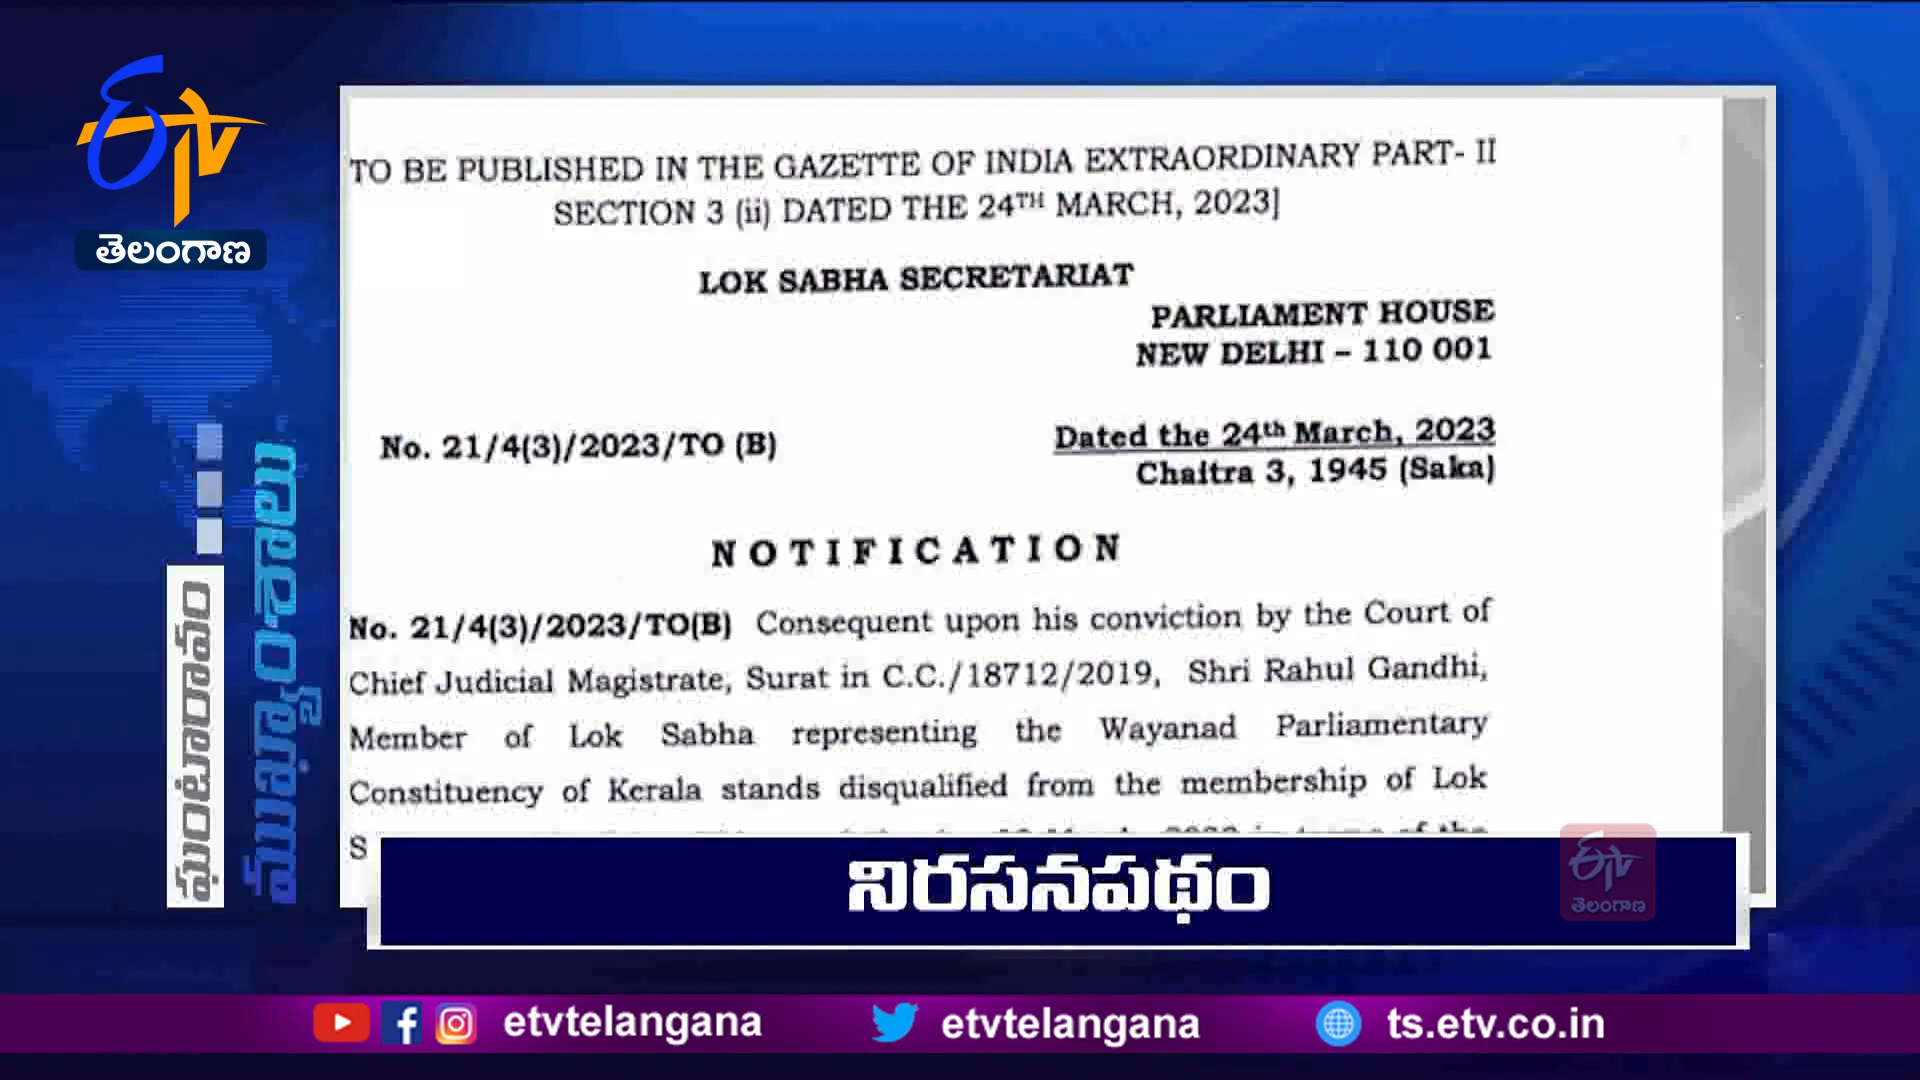 ETV
తెలంగాణ
TO BE PUBLISHED IN THE GAZETTE OF INDIA EXTRAORDINARY PART- II
SECTION 3 (ii) DATED THE 24TH MARCH, 2023]
LOK SABHA SECRETARIAT
PARLIAMENT HOUSE
NEW DELHI – 110 001
No. 21/4(3)/2023/TO (B)
Dated the 24th March, 2023
Chaitra 3, 1945 (Saka)
NOTIFICATION
No. 21/4(3)/2023/TO(B) Consequent upon his conviction by the Court of
Chief Judicial Magistrate, Surat in C.C./18712/2019, Shri Rahul Gandhi,
Member of Lok Sabha representing the Wayanad Parliamentary
Constituency of Kerala stands disqualified from the membership of Lok
ఘంటారావం
ముఖ్యాంశాలు
నిరసనపథం
ETV
తెలంగాణ
etvtelangana
etvtelangana
ts.etv.co.in